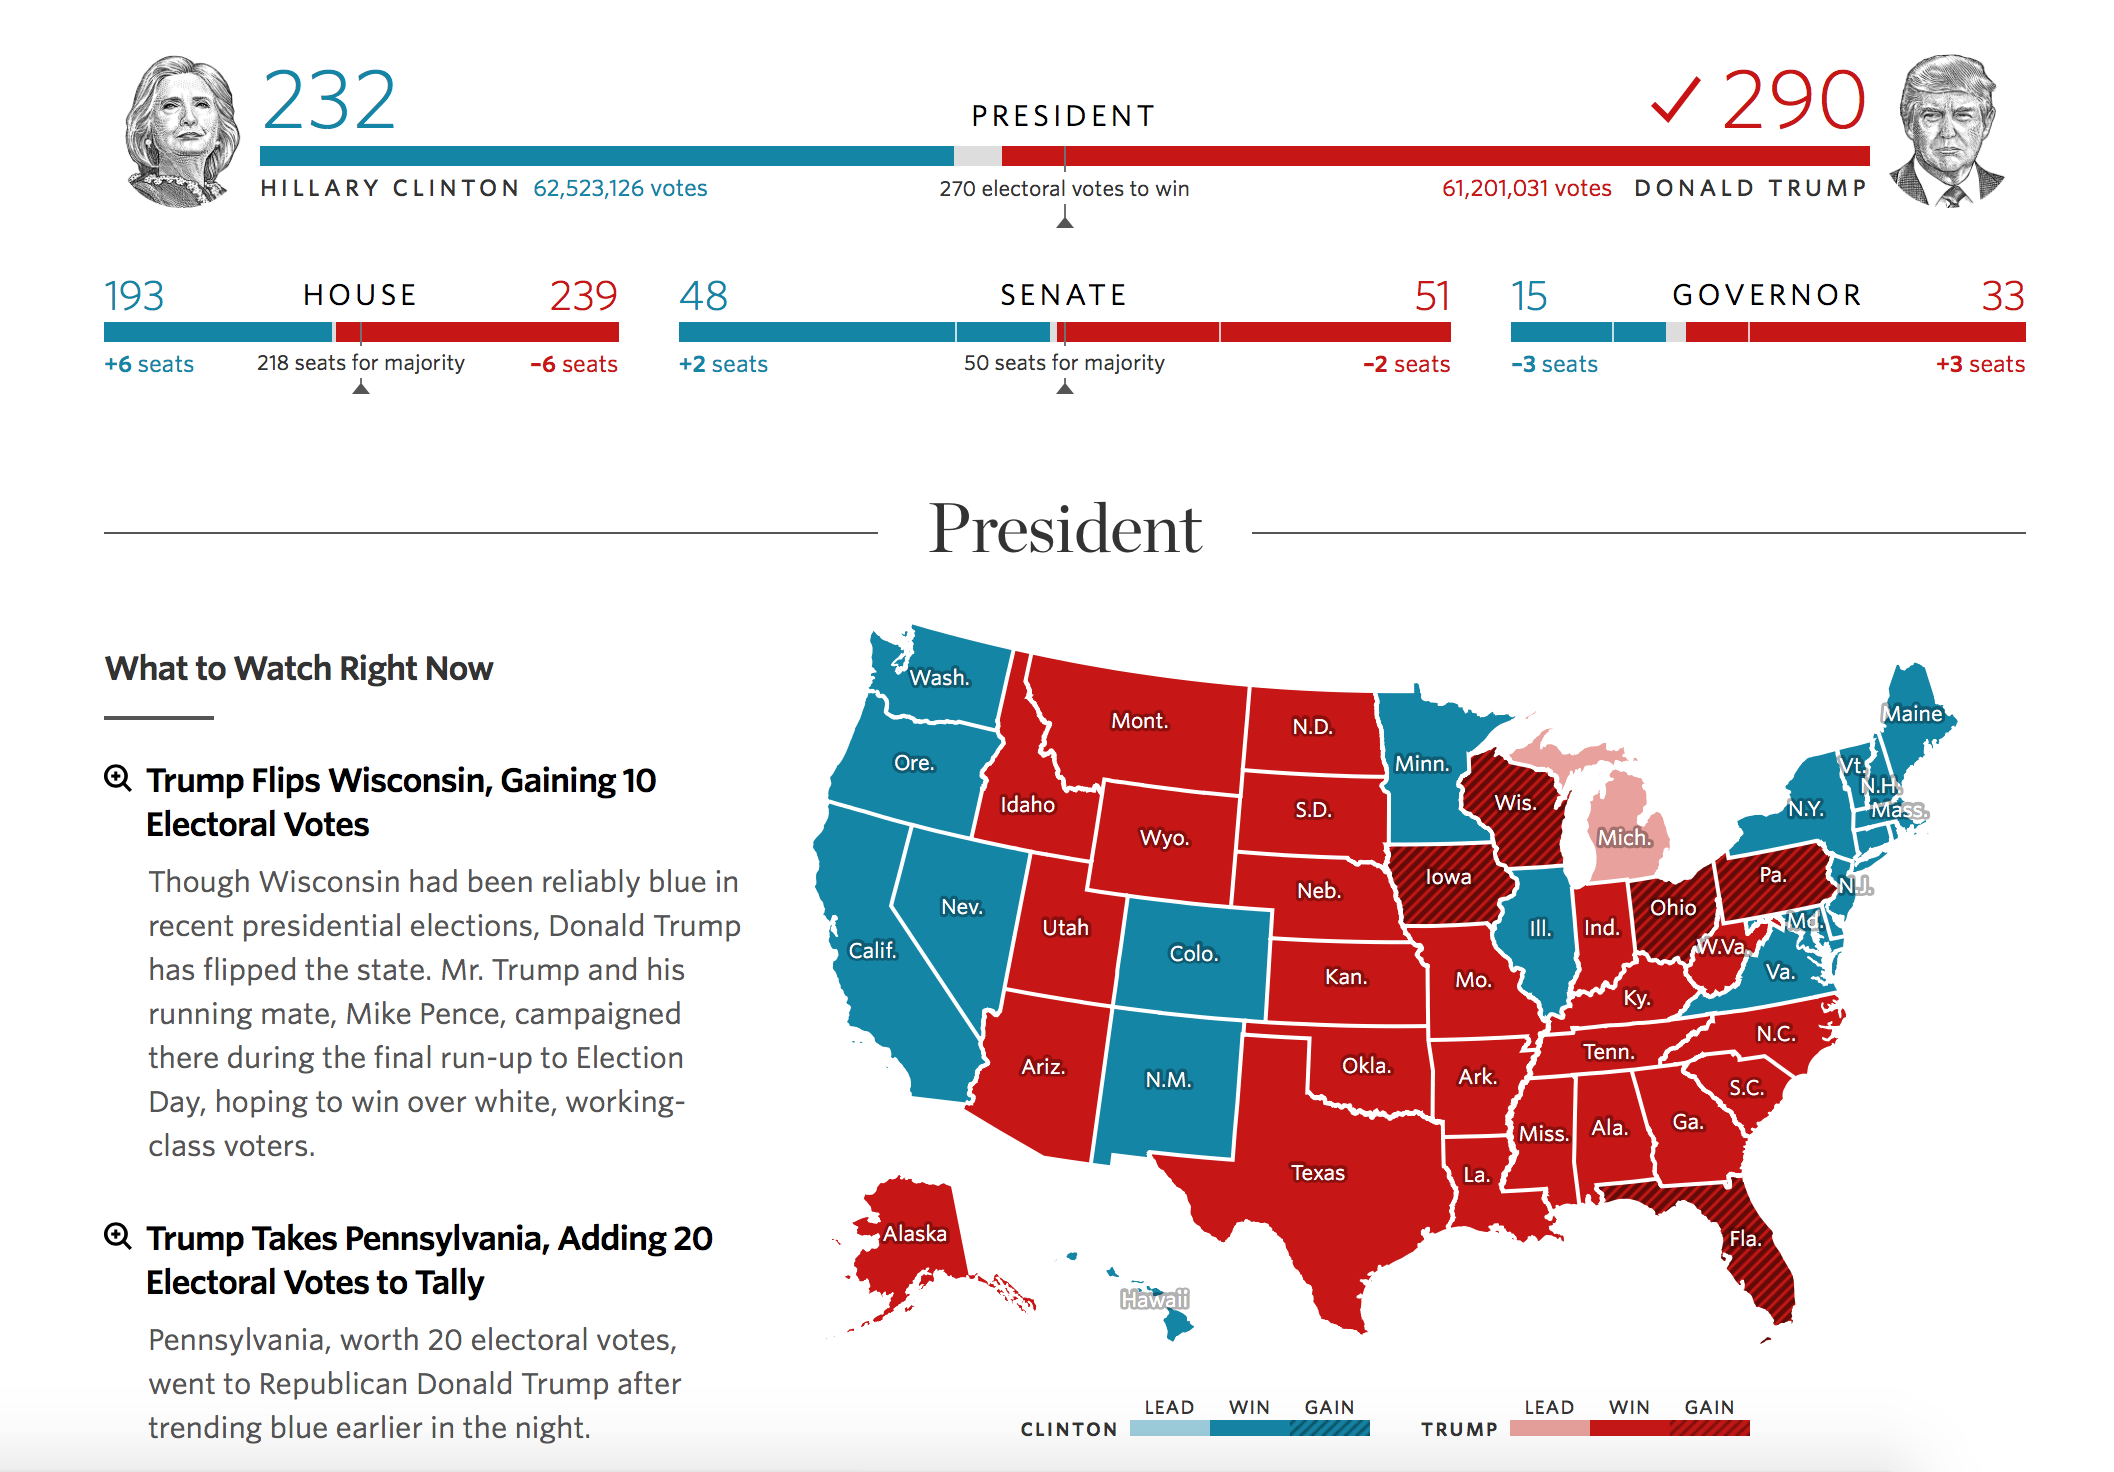 232
PRESIDENT
✓ 290
HILLARY CLINTON 62,523,126 votes
270 electoral votes to win
61,201,031 votes DONALD TRUMP
193 HOUSE 239
+6 seats 218 seats for majority −6 seats
48 SENATE 51
+2 seats 50 seats for majority −2 seats
15 GOVERNOR 33
−3 seats +3 seats
President
What to Watch Right Now
Trump Flips Wisconsin, Gaining 10
Electoral Votes
Though Wisconsin had been reliably blue in
recent presidential elections, Donald Trump
has flipped the state. Mr. Trump and his
running mate, Mike Pence, campaigned
there during the final run-up to Election
Day, hoping to win over white, working-
class voters.
Trump Takes Pennsylvania, Adding 20
Electoral Votes to Tally
Pennsylvania, worth 20 electoral votes,
went to Republican Donald Trump after
trending blue earlier in the night.
Wash.
Mont.
N.D.
Maine
Ore.
Minn.
Vt.
N.H.
Idaho
S.D.
Wis.
N.Y.
Mass.
Wyo.
Mich.
Iowa
Pa.
N.J.
Neb.
Nev.
Ohio
Utah
Ill.
Ind.
Md.
Calif.
Colo.
W.Va.
Kan.
Mo.
Va.
Ky.
N.C.
Tenn.
Ariz.
Okla.
Ark.
N.M.
S.C.
Miss.
Ala.
Ga.
Texas
La.
Alaska
Fla.
Hawaii
LEAD WIN GAIN
CLINTON
LEAD WIN GAIN
TRUMP